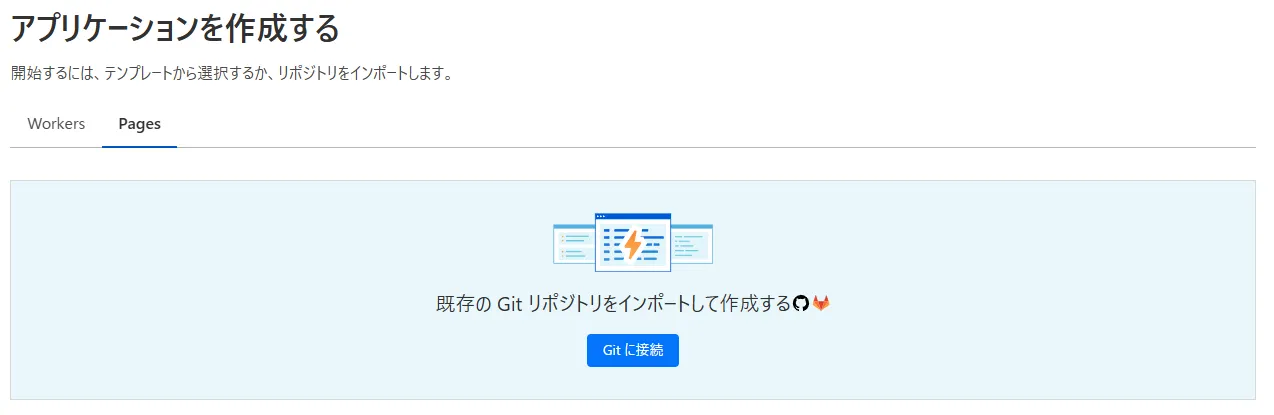 アプリケーションを作成する
開始するには、テンプレートから選択するか、リポジトリをインポートします。
Workers
Pages
既存の Git リポジトリをインポートして作成する
Git に接続